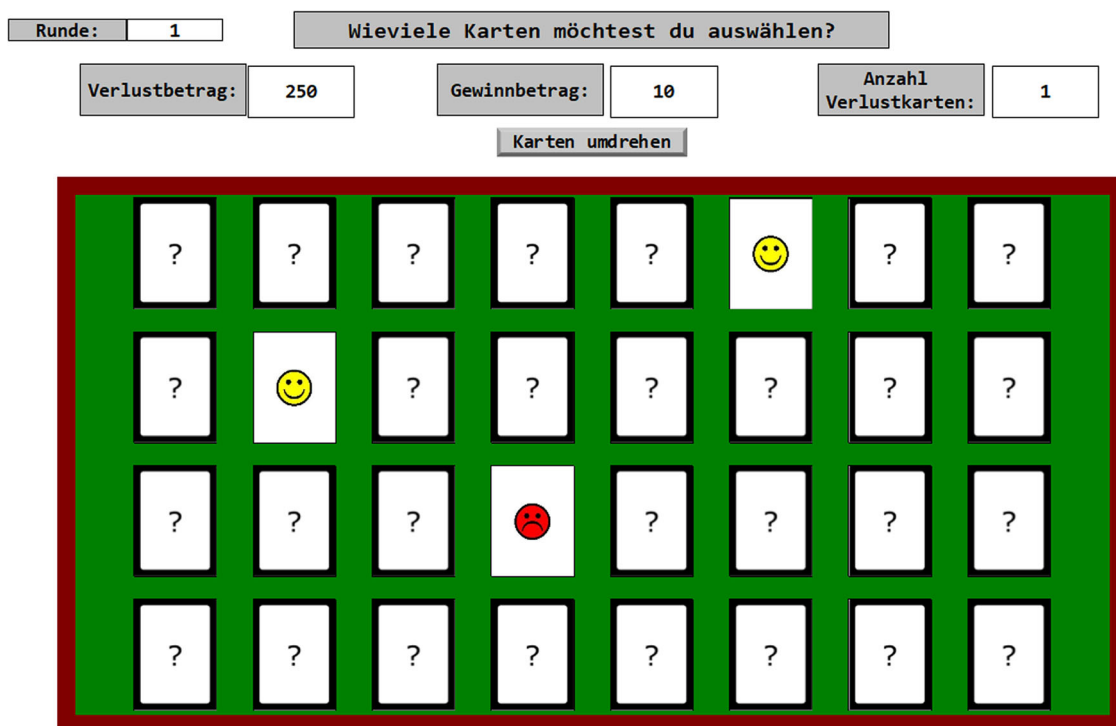 Runde: 1
Wieviele Karten möchtest du auswählen?
Verlustbetrag: 250
Gewinnbetrag: 10
Anzahl
Verlustkarten: 1
Karten umdrehen
? ? ? ? ? ? ?
? ? ? ? ? ? ?
? ? ? ? ? ? ?
? ? ? ? ? ? ? ?